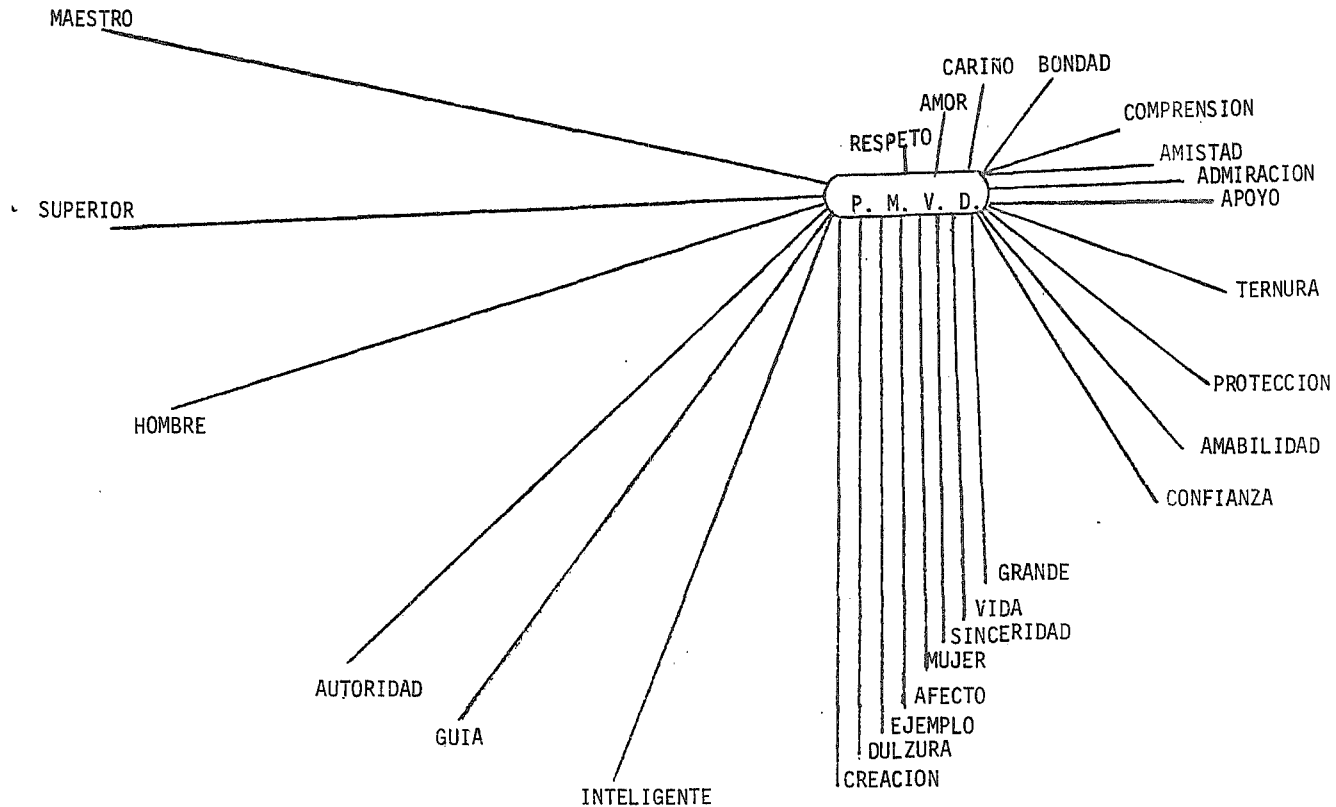 MAESTRO
CARIÑO
BONDAD
AMOR
COMPRENSION
RESPETO
AMISTAD
ADMIRACION
APOYO
P. M. V. D.
SUPERIOR
TERNURA
PROTECCION
HOMBRE
AMABILIDAD
CONFIANZA
GRANDE
VIDA
SINCERIDAD
MUJER
AUTORIDAD
AFECTO
EJEMPLO
GUIA
DULZURA
CREACION
INTELIGENTE